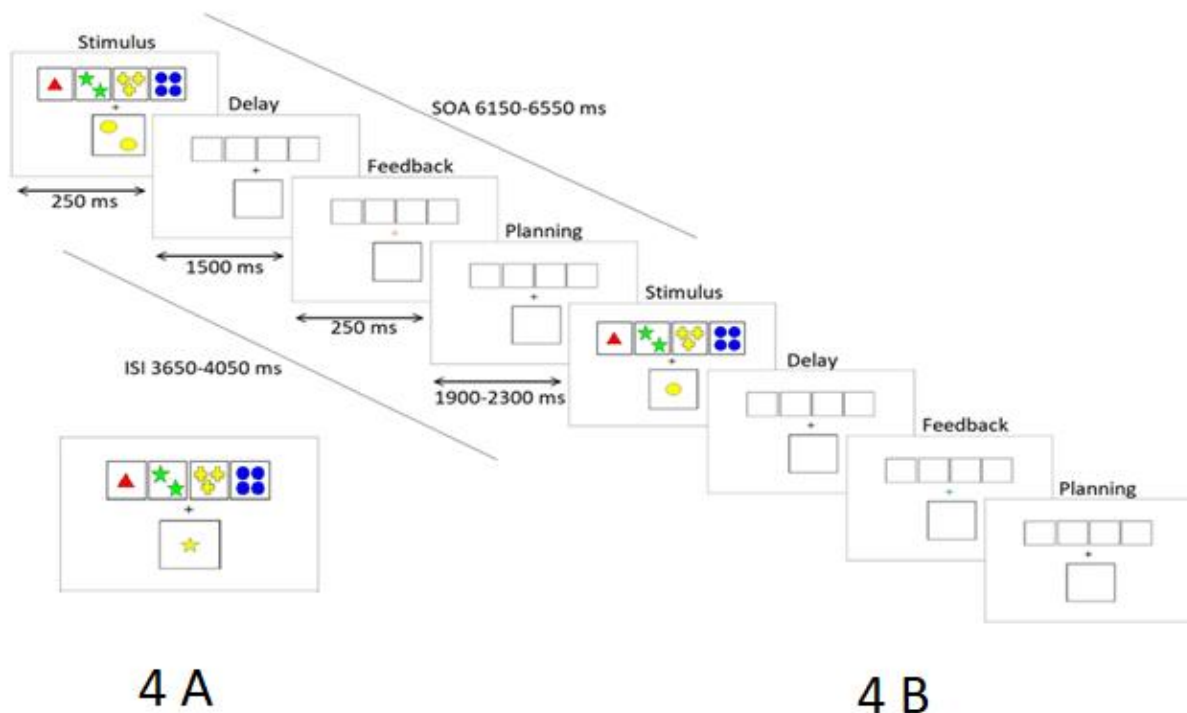 Stimulus
SOA 6150-6550 ms
Delay
250 ms
Feedback
1500 ms
Planning
250 ms
Stimulus
ISI 3650-4050 ms
1900-2300 ms
Delay
Feedback
Planning
4 A
4 B